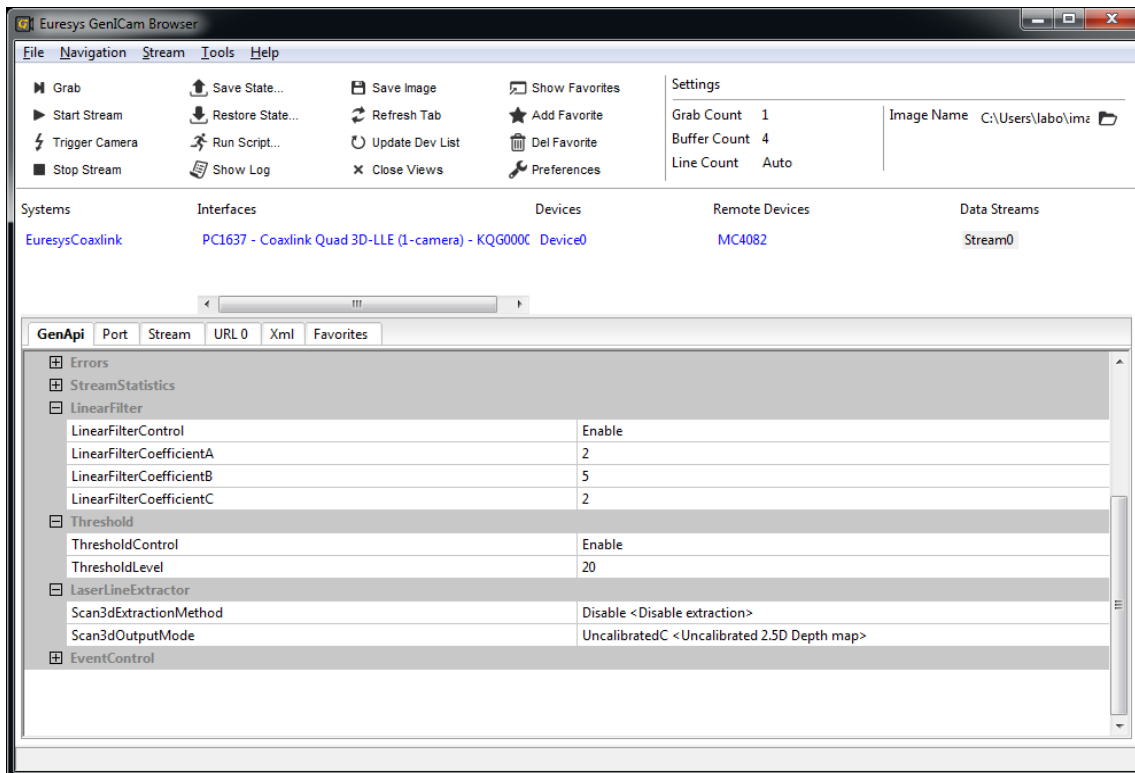 Euresys GenICam Browser
File Navigation Stream Tools Help
Grab Save State... Save Image Show Favorites Settings
Start Stream Restore State... Refresh Tab Add Favorite Grab Count 1 Image Name C:\Users\labo\ima
Trigger Camera Run Script... Update Dev List Del Favorite Buffer Count 4
Stop Stream Show Log Close Views Preferences Line Count Auto
Systems Interfaces Devices Remote Devices Data Streams
EuresysCoaxlink PC1637 - Coaxlink Quad 3D-LLE (1-camera) - KQG000 Device0 MC4082 Stream0
GenApi Port Stream URL 0 Xml Favorites
Errors
StreamStatistics
LinearFilter
LinearFilterControl Enable
LinearFilterCoefficientA 2
LinearFilterCoefficientB 5
LinearFilterCoefficientC 2
Threshold
ThresholdControl Enable
ThresholdLevel 20
LaserLineExtractor
Scan3dExtractionMethod Disable <Disable extraction>
Scan3dOutputMode UncalibratedC <Uncalibrated 2.5D Depth map>
EventControl